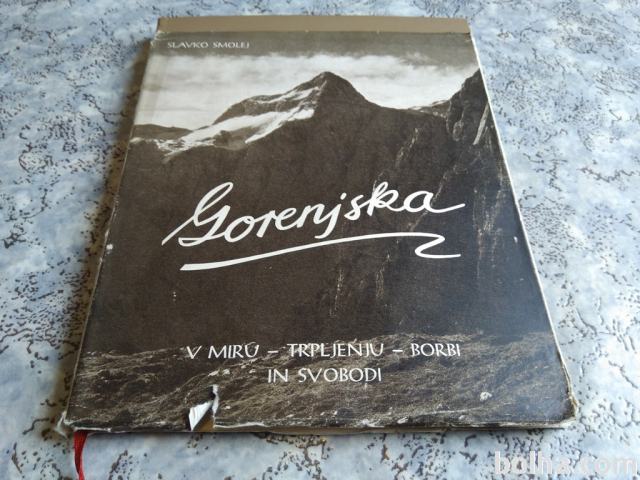 SLAVKO SMOLEJ
Gorenjska
V MIRU – TRPLJENJU – BORBI
IN SVOBODI
bolha.com